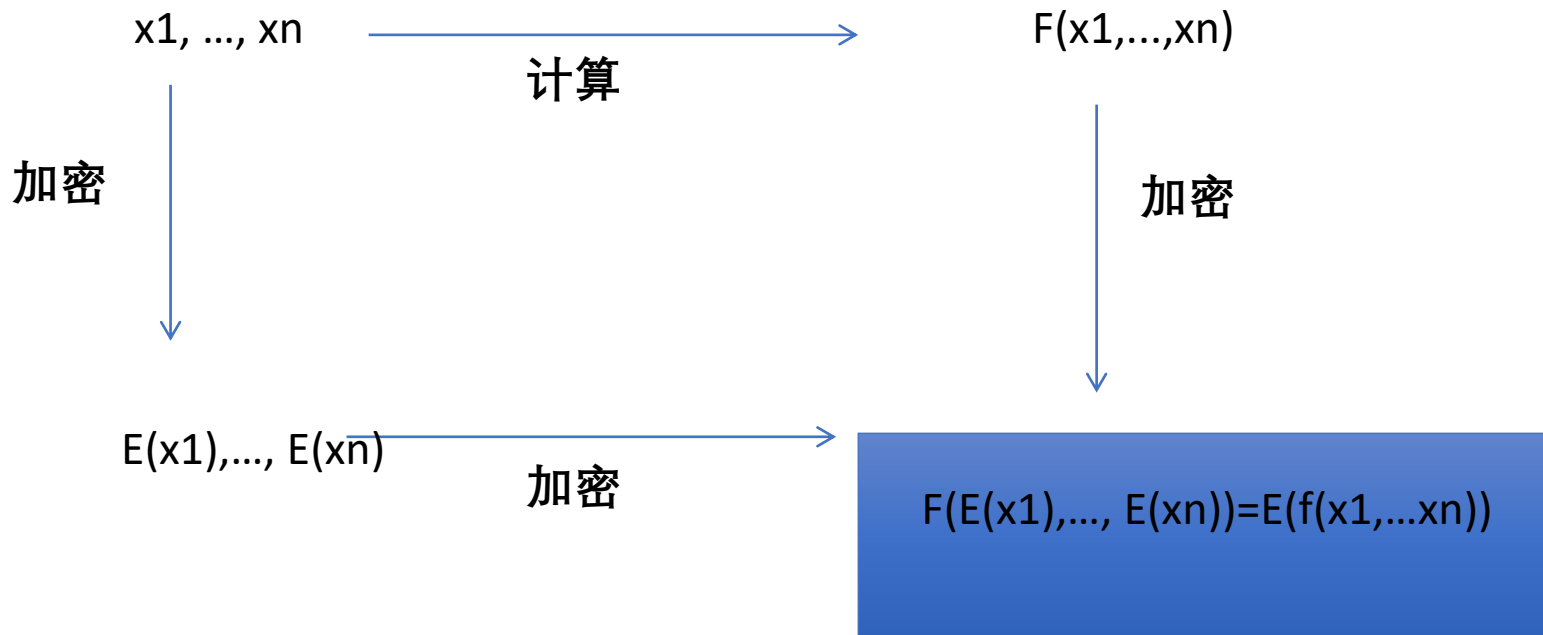 x1, …, xn
F(x1,...,xn)
计算
加密
加密
E(x1),…, E(xn)
加密
F(E(x1),…, E(xn))=E(f(x1,…xn))